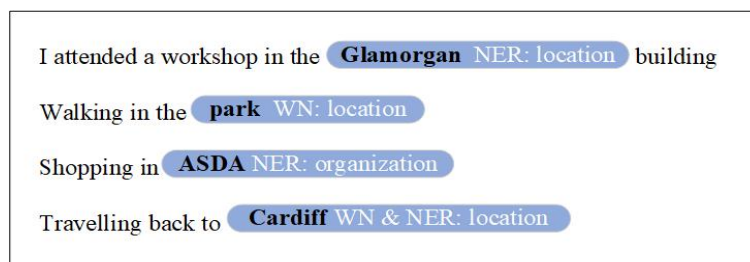 I attended a workshop in the Glamorgan NER: location building
Walking in the park WN: location
Shopping in ASDA NER: organization
Travelling back to Cardiff WN & NER: location